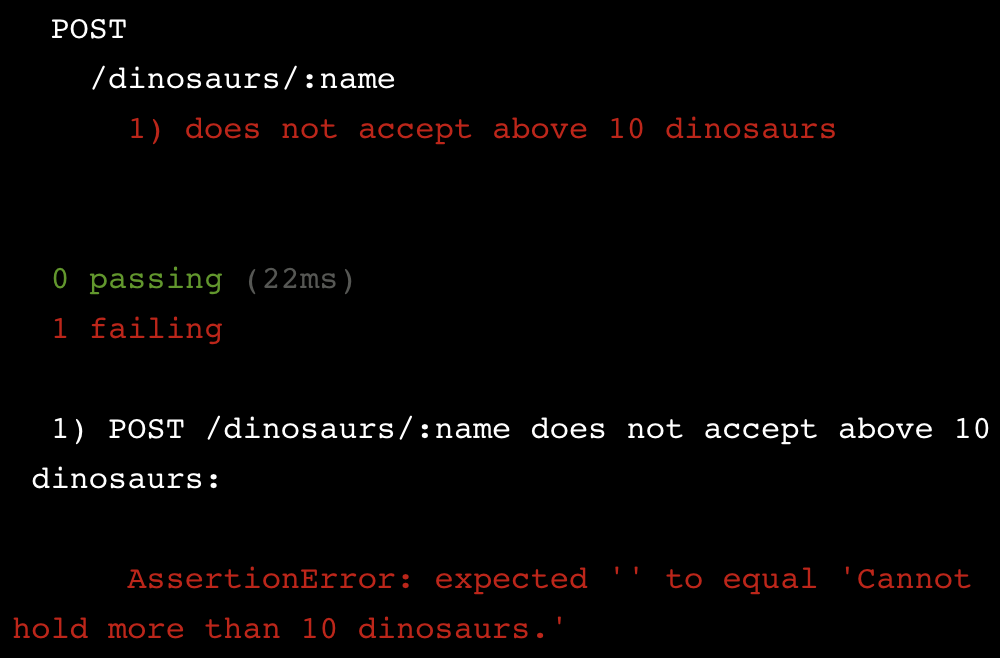 POST
/dinosaurs/:name
1) does not accept above 10 dinosaurs
0 passing (22ms)
1 failing
1) POST /dinosaurs/:name does not accept above 10
dinosaurs:
AssertionError: expected '' to equal 'Cannot
hold more than 10 dinosaurs.'